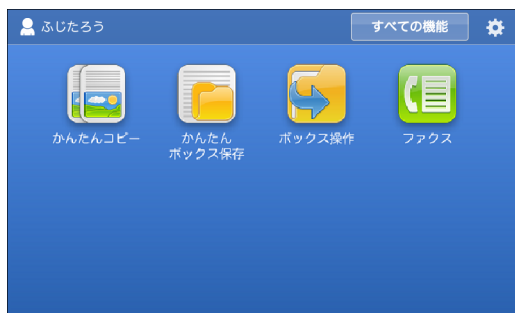 ふじたろう
すべての機能
かんたんコピー
かんたん
ボックス保存
ボックス操作
ファクス